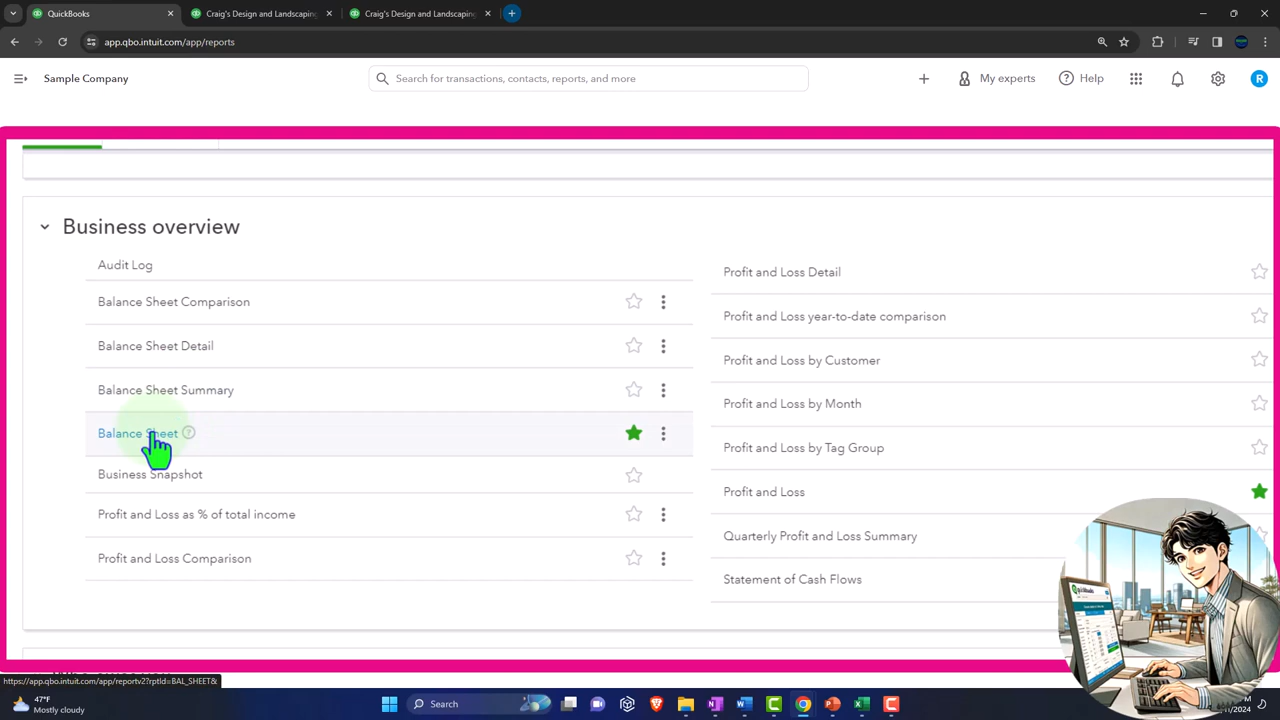 QuickBooks
Craig's Design and Landscaping
Craig's Design and Landscaping
app.qbo.intuit.com/app/reports
Sample Company
Search for transactions, contacts, reports, and more
My experts
Help
R
Business overview
Audit Log
Balance Sheet Comparison
Balance Sheet Detail
Balance Sheet Summary
Balance Sheet
Business Snapshot
Profit and Loss as % of total income
Profit and Loss Comparison
Profit and Loss Detail
Profit and Loss year-to-date comparison
Profit and Loss by Customer
Profit and Loss by Month
Profit and Loss by Tag Group
Profit and Loss
Quarterly Profit and Loss Summary
Statement of Cash Flows
https://app.qbo.intuit.com/app/reportv2?rptId=BAL_SHEET&
47°F
Mostly cloudy
Search